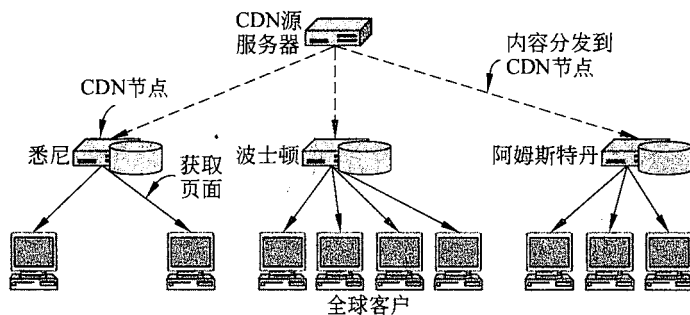 CDN源
服务器
内容分发到
CDN节点
CDN节点
悉尼
获取
页面
波士顿
阿姆斯特丹
全球客户